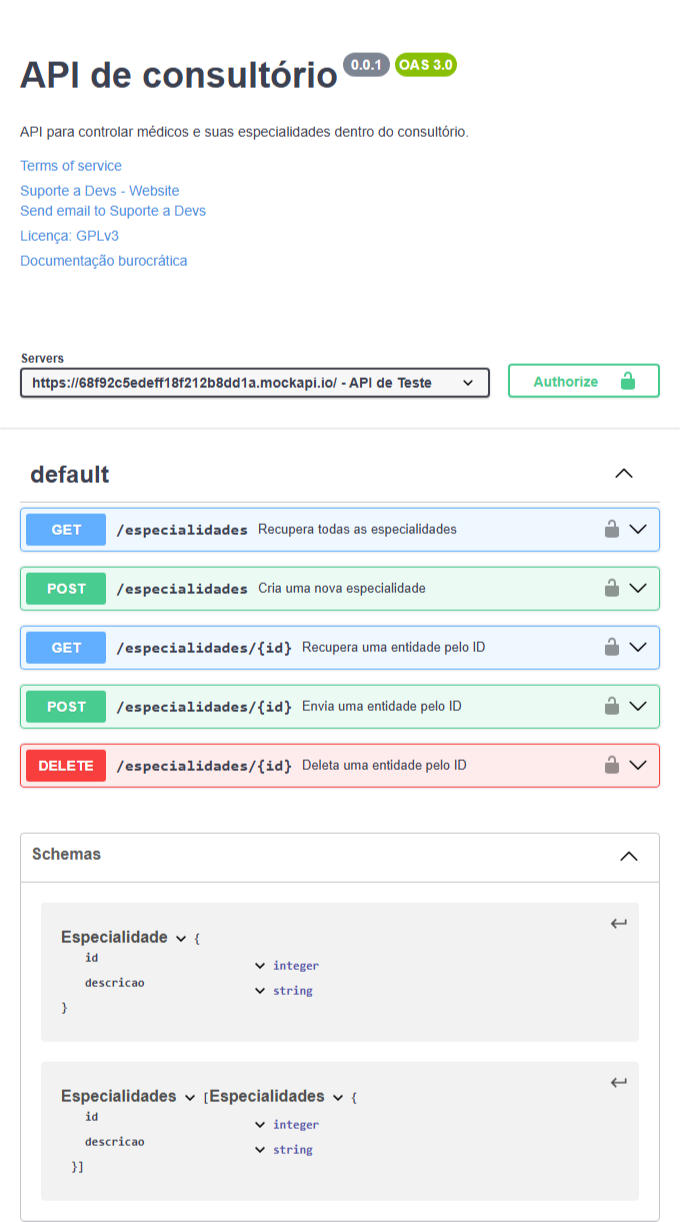 API de consultório 0.0.1 OAS 3.0
API para controlar médicos e suas especialidades dentro do consultório.
Terms of service
Suporte a Devs - Website
Send email to Suporte a Devs
Licença: GPLv3
Documentação burocrática
Servers
https://68f92c5edeff18f212b8dd1a.mockapi.io/ - API de Teste
Authorize
default
GET /especialidades Recupera todas as especialidades
POST /especialidades Cria uma nova especialidade
GET /especialidades/{id} Recupera uma entidade pelo ID
POST /especialidades/{id} Envia uma entidade pelo ID
DELETE /especialidades/{id} Deleta uma entidade pelo ID
Schemas
Especialidade {
id integer
descricao string
}
Especialidades [Especialidades {
id integer
descricao string
}]